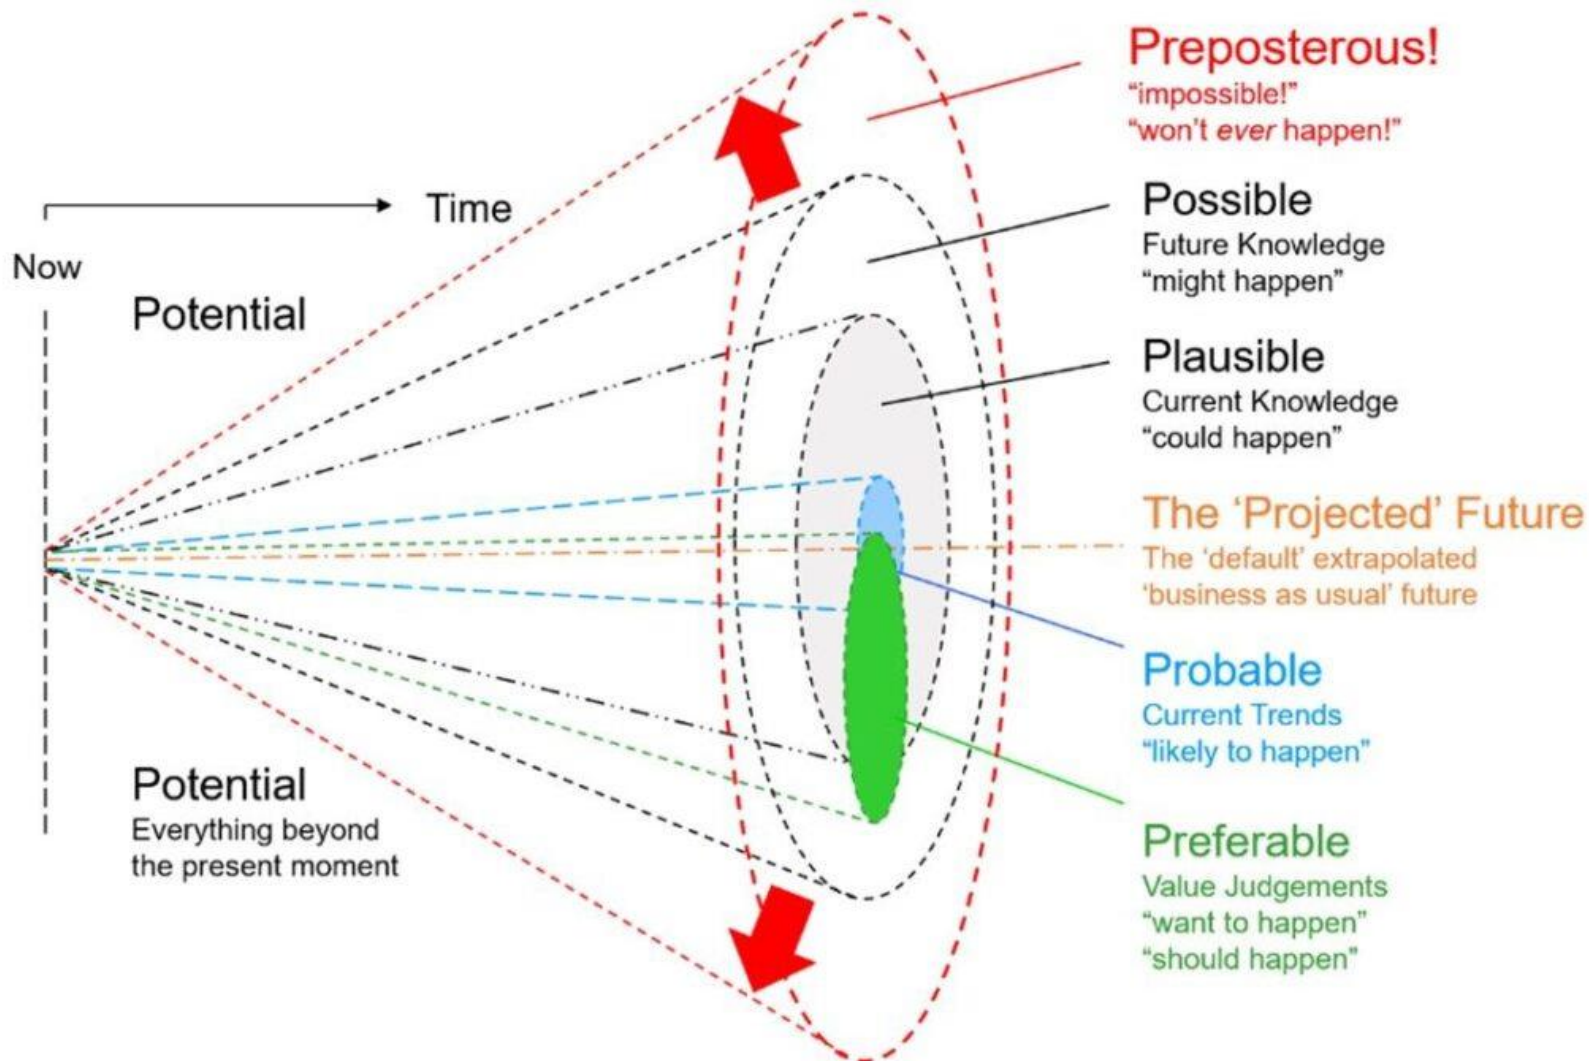 Preposterous!
“impossible!”
“won’t ever happen!”
Possible
Future Knowledge
“might happen”
Time
Now
Potential
Plausible
Current Knowledge
“could happen”
The ‘Projected’ Future
The ‘default’ extrapolated
‘business as usual’ future
Probable
Current Trends
“likely to happen”
Potential
Everything beyond
the present moment
Preferable
Value Judgements
“want to happen”
“should happen”